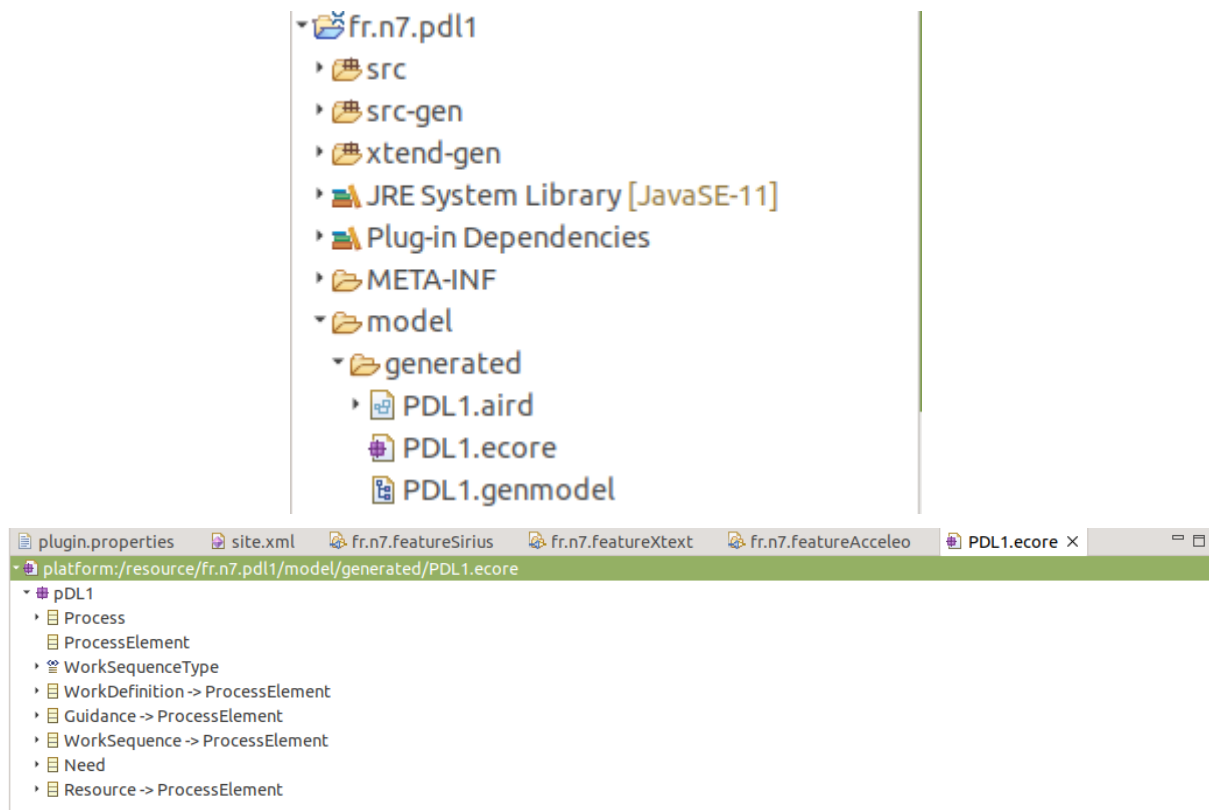 fr.n7.pdl1
src
src-gen
xtend-gen
JRE System Library [JavaSE-11]
Plug-in Dependencies
META-INF
model
generated
PDL1.aird
PDL1.ecore
PDL1.genmodel
plugin.properties site.xml fr.n7.featureSirius fr.n7.featureXtext fr.n7.featureAcceleo PDL1.ecore
platform:/resource/fr.n7.pdl1/model/generated/PDL1.ecore
pDL1
Process
ProcessElement
WorkSequenceType
WorkDefinition -> ProcessElement
Guidance -> ProcessElement
WorkSequence -> ProcessElement
Need
Resource -> ProcessElement